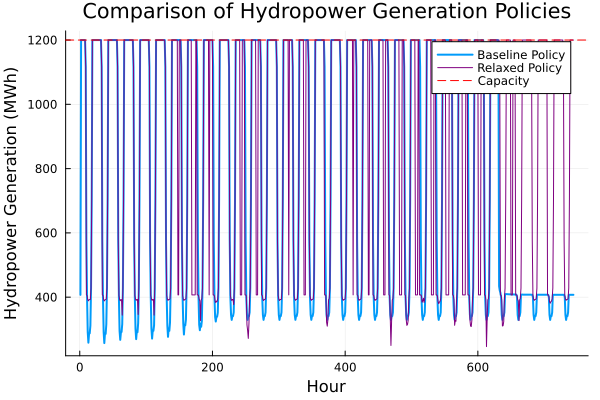 Comparison of Hydropower Generation Policies
Hydropower Generation (MWh)
1200
1000
800
600
400
0
200
400
600
Hour
Baseline Policy
Relaxed Policy
Capacity